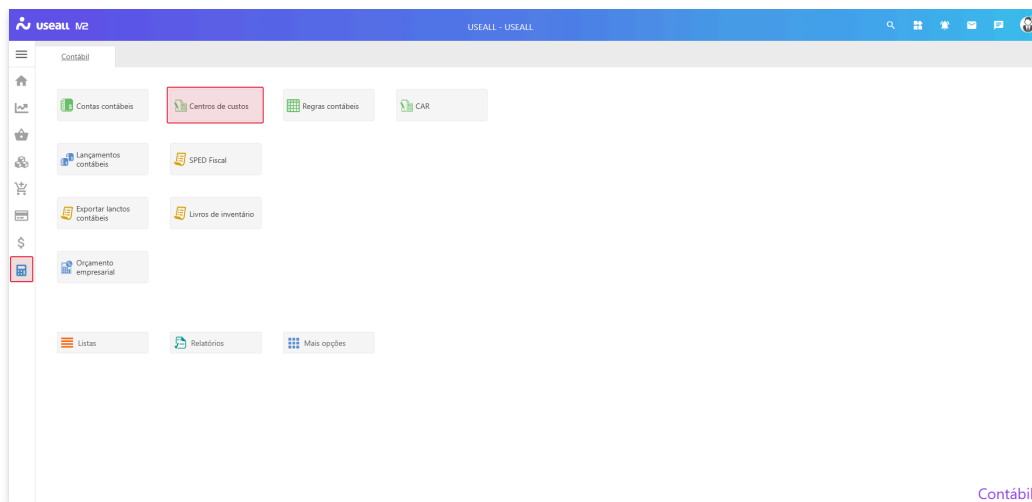 useall M2
USEALL - USEALL
Contábil
Contas contábeis
Centros de custos
Regras contábeis
CAR
Lançamentos
contábeis
SPED Fiscal
Exportar lanctos
contábeis
Livros de inventário
Orçamento
empresarial
Listas
Relatórios
Mais opções
Contábil